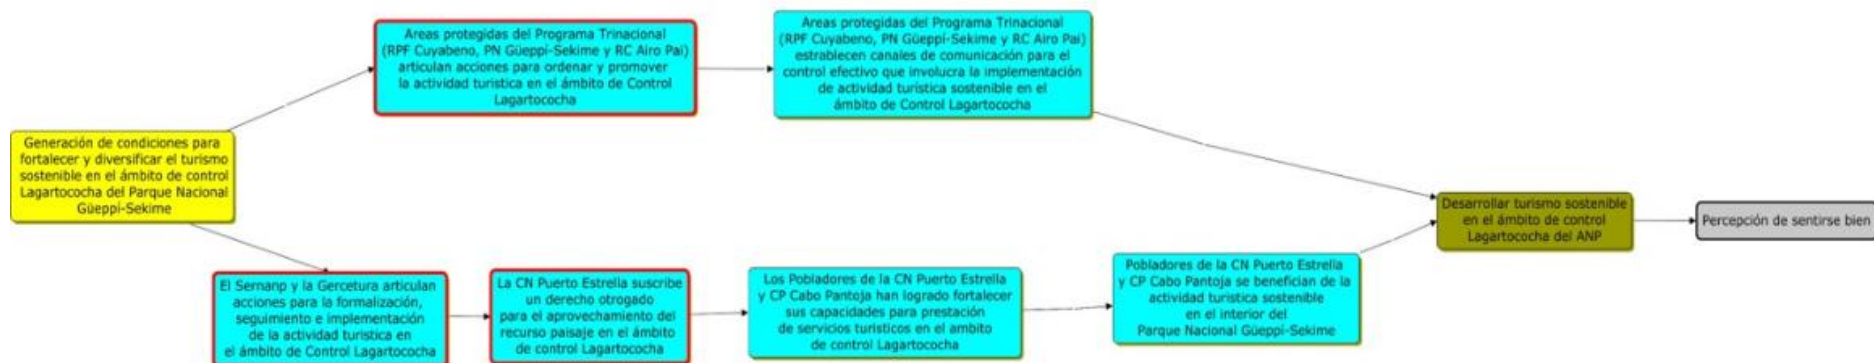 Generación de condiciones para
fortalecer y diversificar el turismo
sostenible en el ámbito de control
Lagartococha del Parque Nacional
Güeppí-Sekime
Areas protegidas del Programa Trinacional
(RPF Cuyabeno, PN Güeppí-Sekime y RC Airo Pai)
articulan acciones para ordenar y promover
la actividad turistica en el ámbito de Control
Lagartococha
Areas protegidas del Programa Trinacional
(RPF Cuyabeno, PN Güeppí-Sekime y RC Airo Pai)
estrablecen canales de comunicación para el
control efectivo que involucra la implementación
de actividad turística sostenible en el
ámbito de Control Lagartococha
El Sernanp y la Gercetura articulan
acciones para la formalización,
seguimiento e implementación
de la actividad turistica en
el ámbito de Control Lagartococha
La CN Puerto Estrella suscribe
un derecho otrogado
para el aprovechamiento del
recurso paisaje en el ámbito
de control Lagartococha
Los Pobladores de la CN Puerto Estrella
y CP Cabo Pantoja han logrado fortalecer
sus capacidades para prestación
de servicios turisticos en el ambito
de control Lagartococha
Pobladores de la CN Puerto Estrella
y CP Cabo Pantoja se benefician de la
actividad turistica sostenible
en el interior del
Parque Nacional Güeppí-Sekime
Desarrollar turismo sostenible
en el ámbito de control
Lagartococha del ANP
Percepción de sentirse bien